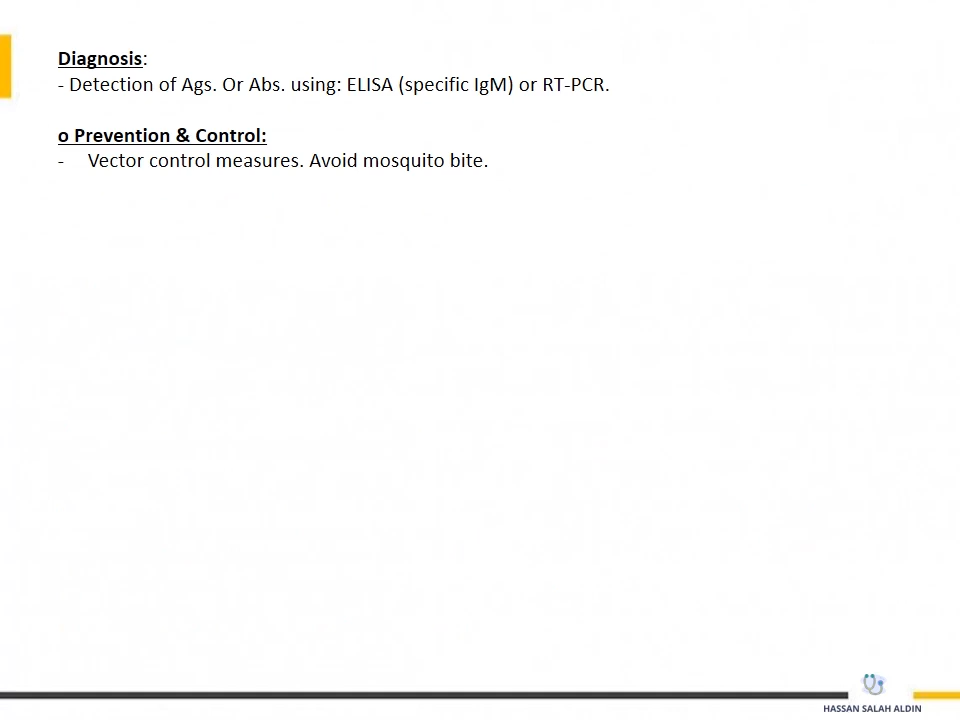 Diagnosis:
- Detection of Ags. Or Abs. using: ELISA (specific IgM) or RT-PCR.
o Prevention & Control:
- Vector control measures. Avoid mosquito bite.
HASSAN SALAH ALDIN